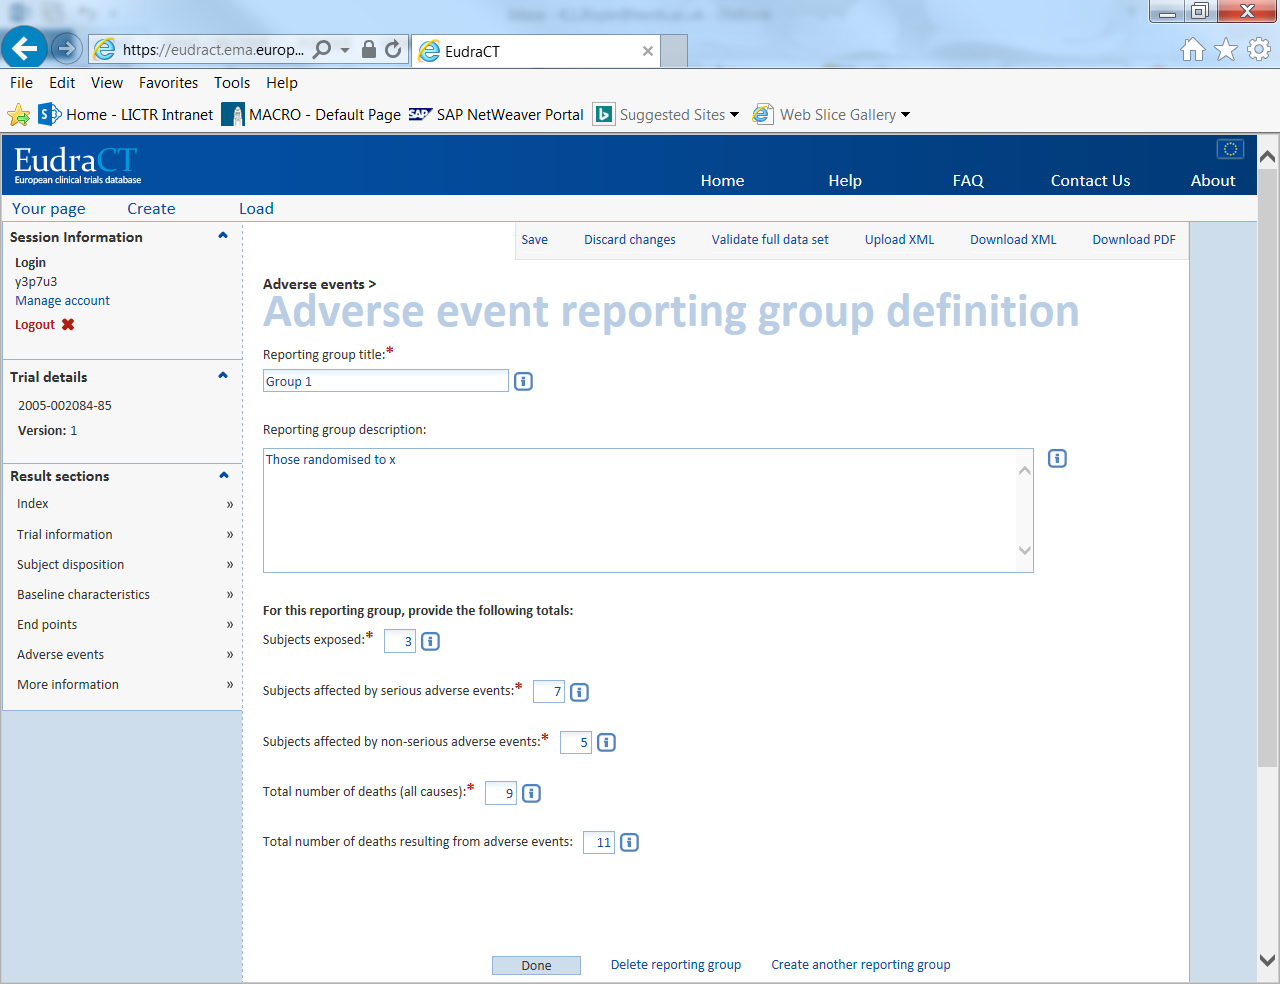 https://eudract.ema.europ...
EudraCT
File Edit View Favorites Tools Help
Home - LICTR Intranet MACRO - Default Page SAP SAP NetWeaver Portal Suggested Sites Web Slice Gallery
EudraCT
European clinical trials database
Home Help FAQ Contact Us About
Your page Create Load
Session Information
Login
y3p7u3
Manage account
Logout
Trial details
2005-002084-85
Version: 1
Result sections
Index »
Trial information »
Subject disposition »
Baseline characteristics »
End points »
Adverse events »
More information »
Save Discard changes Validate full data set Upload XML Download XML Download PDF
Adverse events >
Adverse event reporting group definition
Reporting group title:*
Group 1
Reporting group description:
Those randomised to x
For this reporting group, provide the following totals:
Subjects exposed:* 3
Subjects affected by serious adverse events:* 7
Subjects affected by non-serious adverse events:* 5
Total number of deaths (all causes):* 9
Total number of deaths resulting from adverse events: 11
Done Delete reporting group Create another reporting group